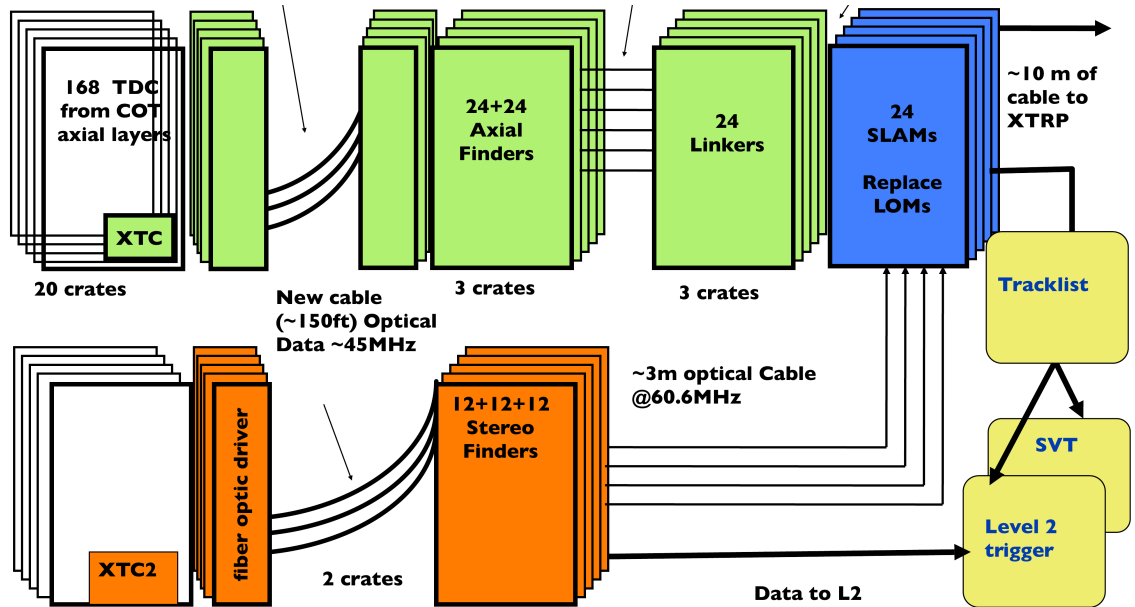 168 TDC
from COT
axial layers
XTC
20 crates
24+24
Axial
Finders
3 crates
24
Linkers
3 crates
24
SLAMs
Replace
LOMs
~10 m of
cable to
XTRP
Tracklist
New cable
(~150ft) Optical
Data ~45MHz
~3m optical Cable
@60.6MHz
XTC2
fiber optic driver
2 crates
12+12+12
Stereo
Finders
SVT
Level 2
trigger
Data to L2